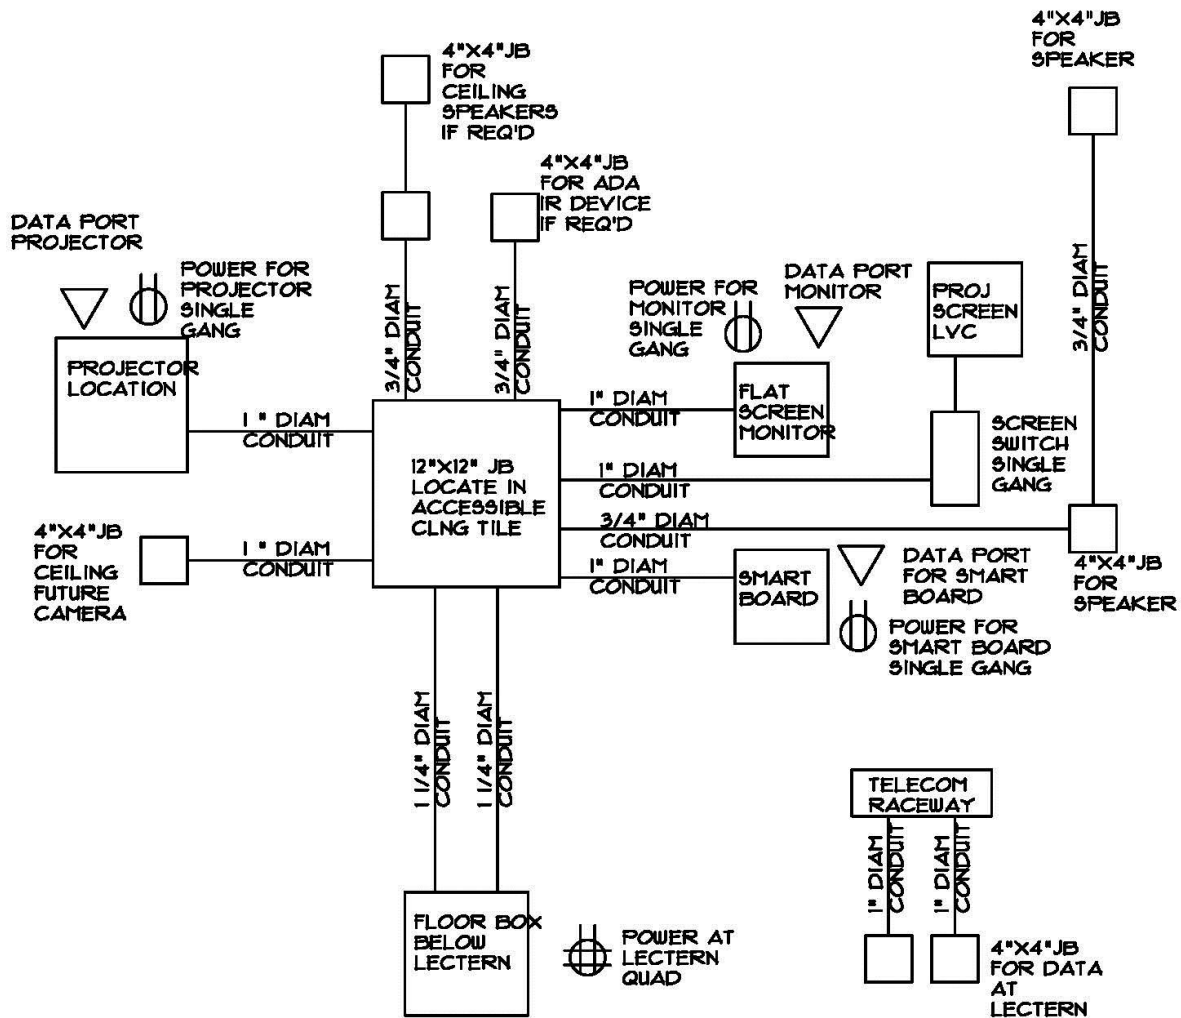 4"X4"JB
FOR
CEILING
SPEAKERS
IF REQ'D
4"X4"JB
FOR
SPEAKER
4"X4"JB
FOR ADA
IR DEVICE
IF REQ'D
DATA PORT
PROJECTOR
POWER FOR
PROJECTOR
SINGLE
GANG
PROJECTOR
LOCATION
3/4" DIAM
CONDUIT
3/4" DIAM
CONDUIT
POWER FOR
MONITOR
SINGLE
GANG
DATA PORT
MONITOR
PROJ
SCREEN
LVC
3/4" DIAM
CONDUIT
1 " DIAM
CONDUIT
1" DIAM
CONDUIT
FLAT
SCREEN
MONITOR
SCREEN
SWITCH
SINGLE
GANG
12"X12" JB
LOCATE IN
ACCESSIBLE
CLNG TILE
1" DIAM
CONDUIT
3/4" DIAM
CONDUIT
4"X4"JB
FOR
CEILING
FUTURE
CAMERA
1 " DIAM
CONDUIT
1" DIAM
CONDUIT
SMART
BOARD
DATA PORT
FOR SMART
BOARD
4"X4"JB
FOR
SPEAKER
POWER FOR
SMART BOARD
SINGLE GANG
1 1/4" DIAM
CONDUIT
1 1/4" DIAM
CONDUIT
TELECOM
RACEWAY
1" DIAM
CONDUIT
1" DIAM
CONDUIT
FLOOR BOX
BELOW
LECTERN
POWER AT
LECTERN
QUAD
4"X4"JB
FOR DATA
AT
LECTERN